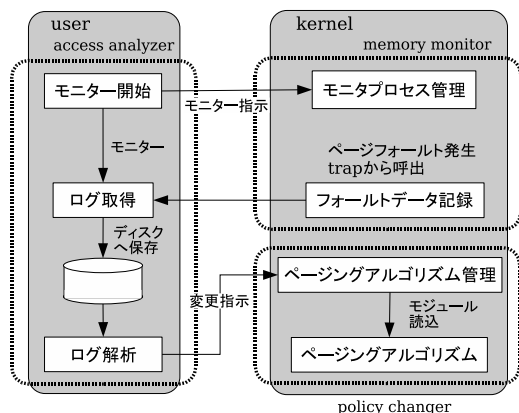 user
access analyzer
kernel
memory monitor
モニター開始
モニター指示
モニタプロセス管理
モニター
ページフォールト発生
trapから呼出
ログ取得
フォールトデータ記録
ディスク
へ保存
ページングアルゴリズム管理
変更指示
モジュール
読込
ログ解析
ページングアルゴリズム
policy changer